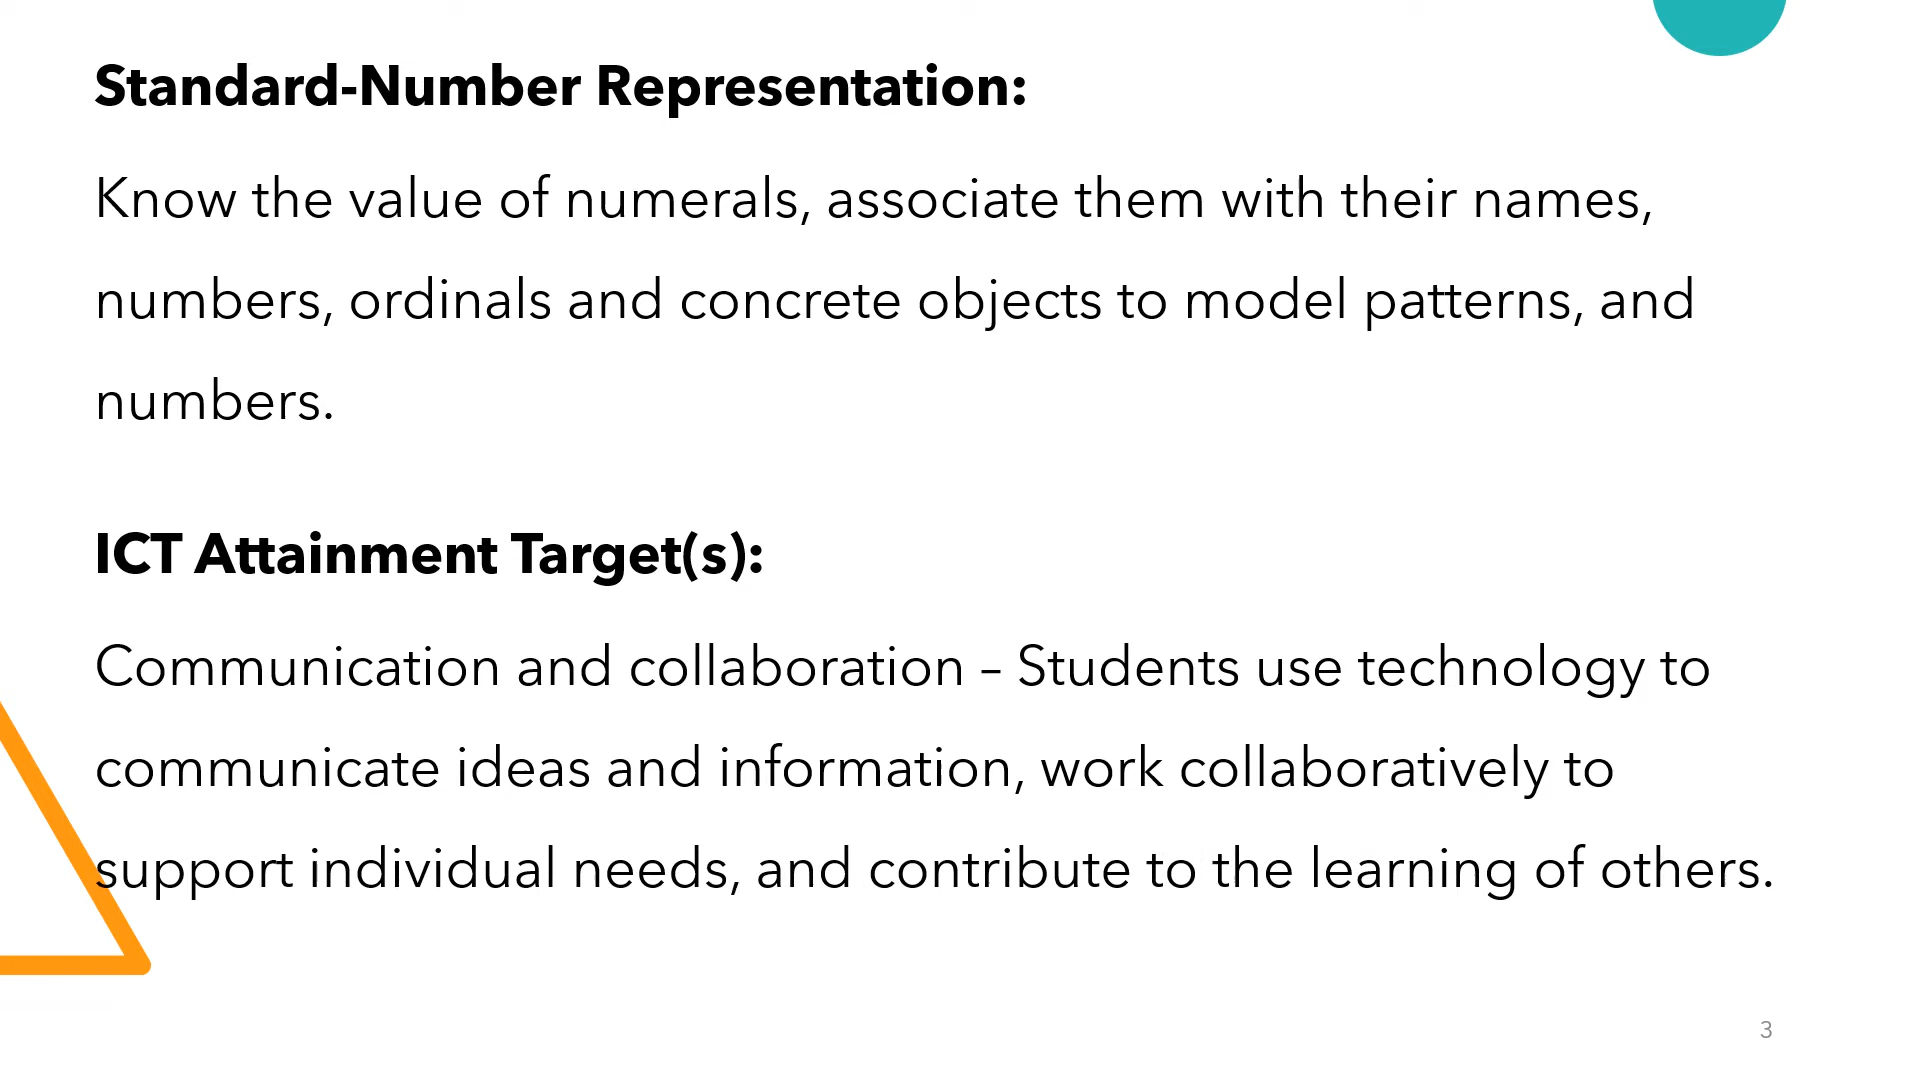 Standard-Number Representation:
Know the value of numerals, associate them with their names,
numbers, ordinals and concrete objects to model patterns, and
numbers.
ICT Attainment Target(s):
Communication and collaboration – Students use technology to
communicate ideas and information, work collaboratively to
support individual needs, and contribute to the learning of others.
3